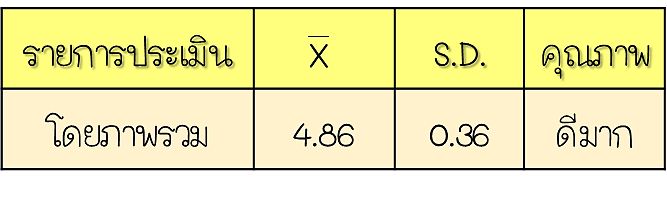 รายการประเมิน X̄ S.D. คุณภาพ
โดยภาพรวม 4.86 0.36 ดีมาก